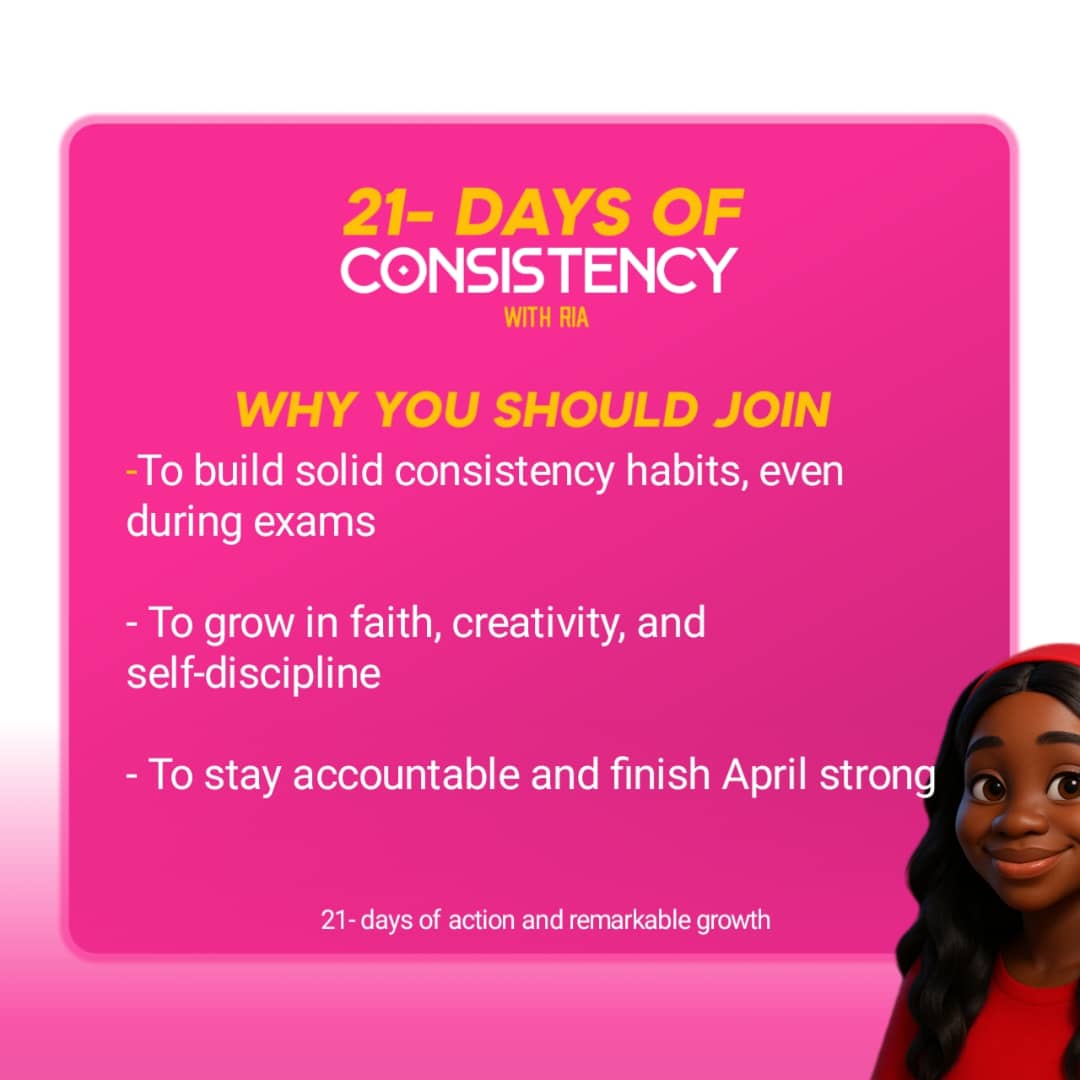 21- DAYS OF
CONSISTENCY
WITH RIA
WHY YOU SHOULD JOIN
-To build solid consistency habits, even
during exams
- To grow in faith, creativity, and
self-discipline
- To stay accountable and finish April strong
21- days of action and remarkable growth